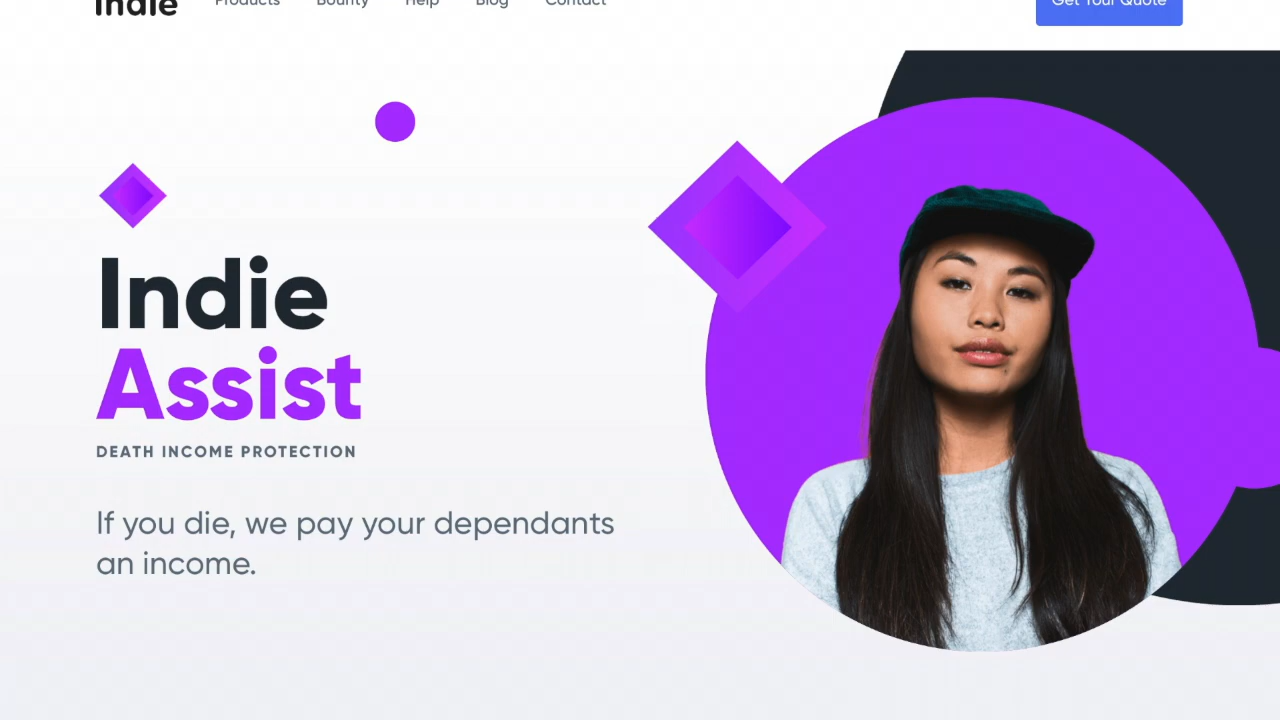 Indie Products Bounty Help Blog Contact Get Your Quote
Indie
Assist
DEATH INCOME PROTECTION
If you die, we pay your dependants
an income.